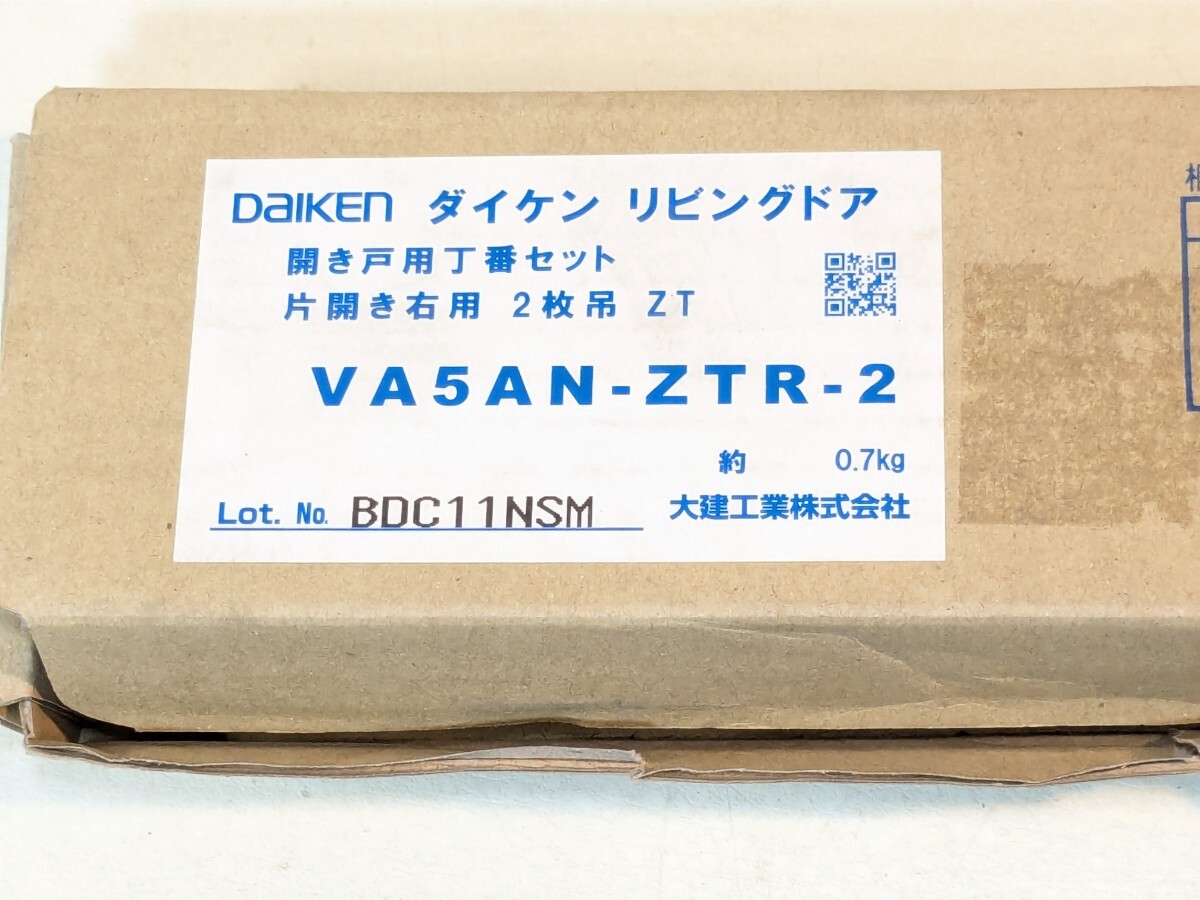 DAIKEN ダイケン リビングドア
開き戸用丁番セット
片開き右用 2枚吊 ZT
VA5AN-ZTR-2
約 0.7kg
Lot. No. BDC11NSM
大建工業株式会社